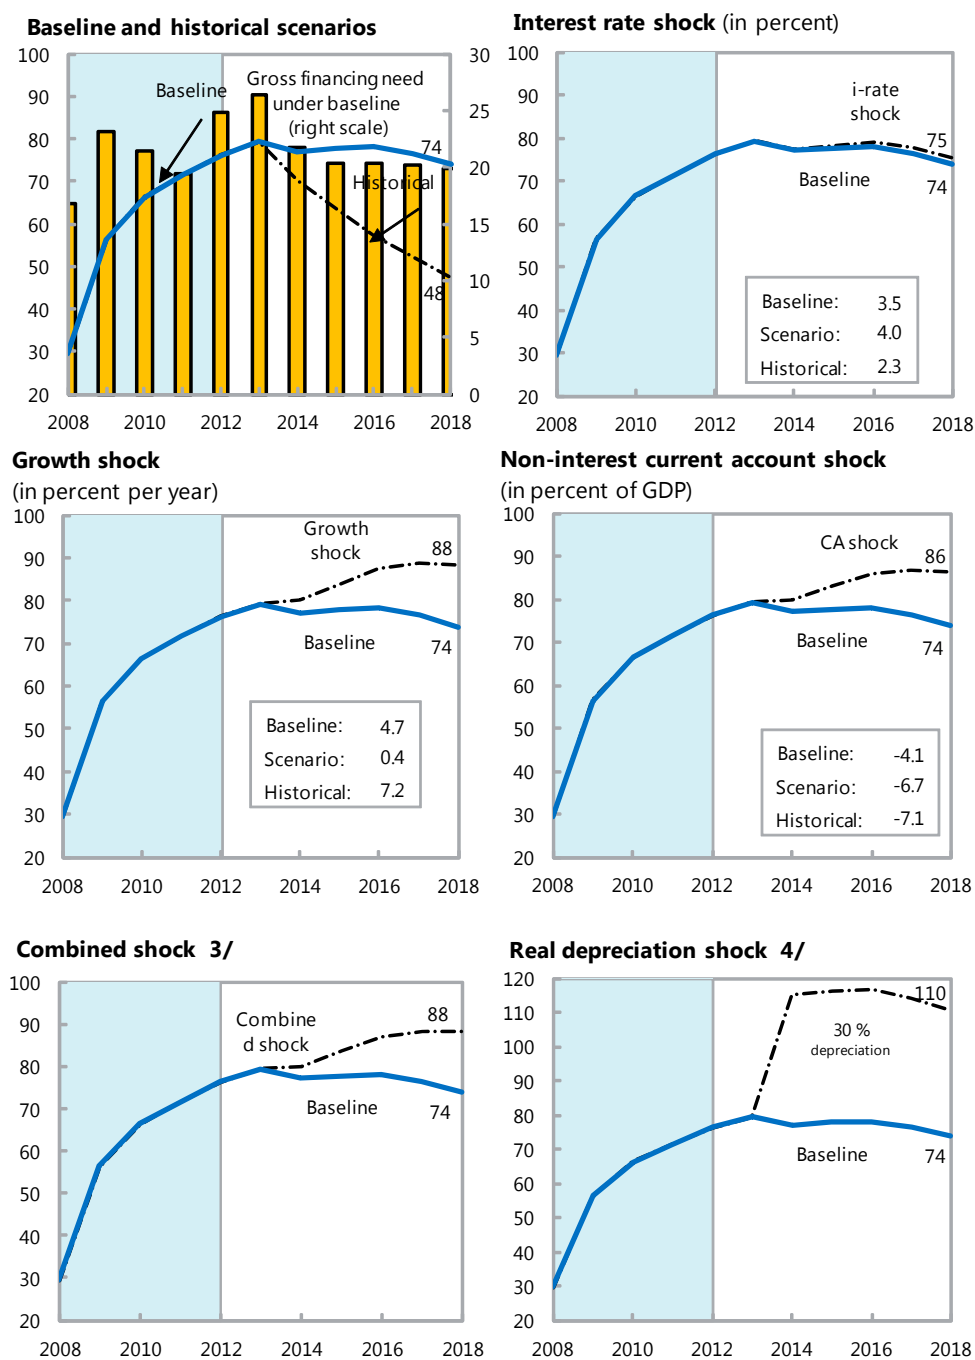 Baseline and historical scenarios
100
90
80
70
60
50
40
30
20
30
25
20
15
10
5
0
Baseline
Gross financing need
under baseline
(right scale)
74
Historical
48
2008 2010 2012 2014 2016 2018
Interest rate shock (in percent)
100
90
80
70
60
50
40
30
20
i-rate
shock
75
Baseline
74
Baseline: 3.5
Scenario: 4.0
Historical: 2.3
2008 2010 2012 2014 2016 2018
Growth shock
(in percent per year)
100
90
80
70
60
50
40
30
20
Growth
shock
88
Baseline
74
Baseline: 4.7
Scenario: 0.4
Historical: 7.2
2008 2010 2012 2014 2016 2018
Non-interest current account shock
(in percent of GDP)
100
90
80
70
60
50
40
30
20
CA shock
86
Baseline
74
Baseline: -4.1
Scenario: -6.7
Historical: -7.1
2008 2010 2012 2014 2016 2018
Combined shock 3/
100
90
80
70
60
50
40
30
20
Combine
d shock
88
Baseline
74
2008 2010 2012 2014 2016 2018
Real depreciation shock 4/
120
110
100
90
80
70
60
50
40
30
20
110
30 %
depreciation
Baseline
74
2008 2010 2012 2014 2016 2018